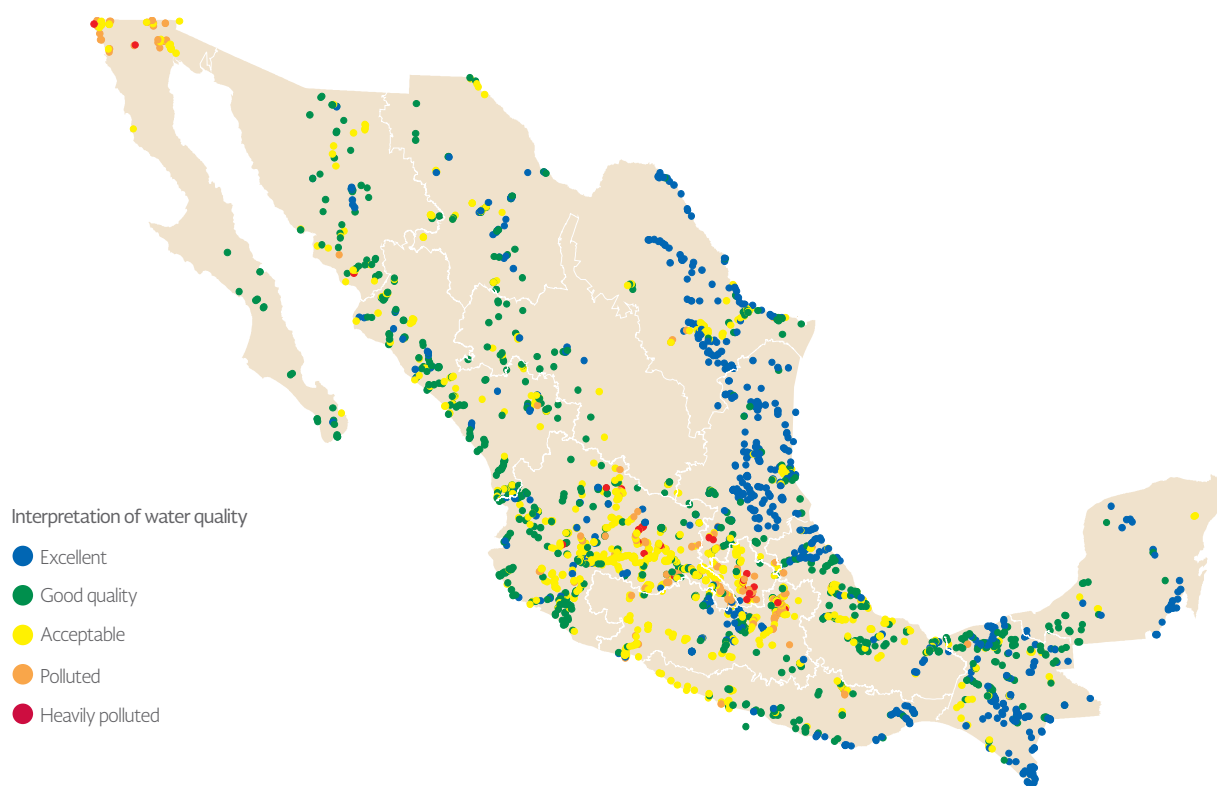 Interpretation of water quality
Excellent
Good quality
Acceptable
Polluted
Heavily polluted